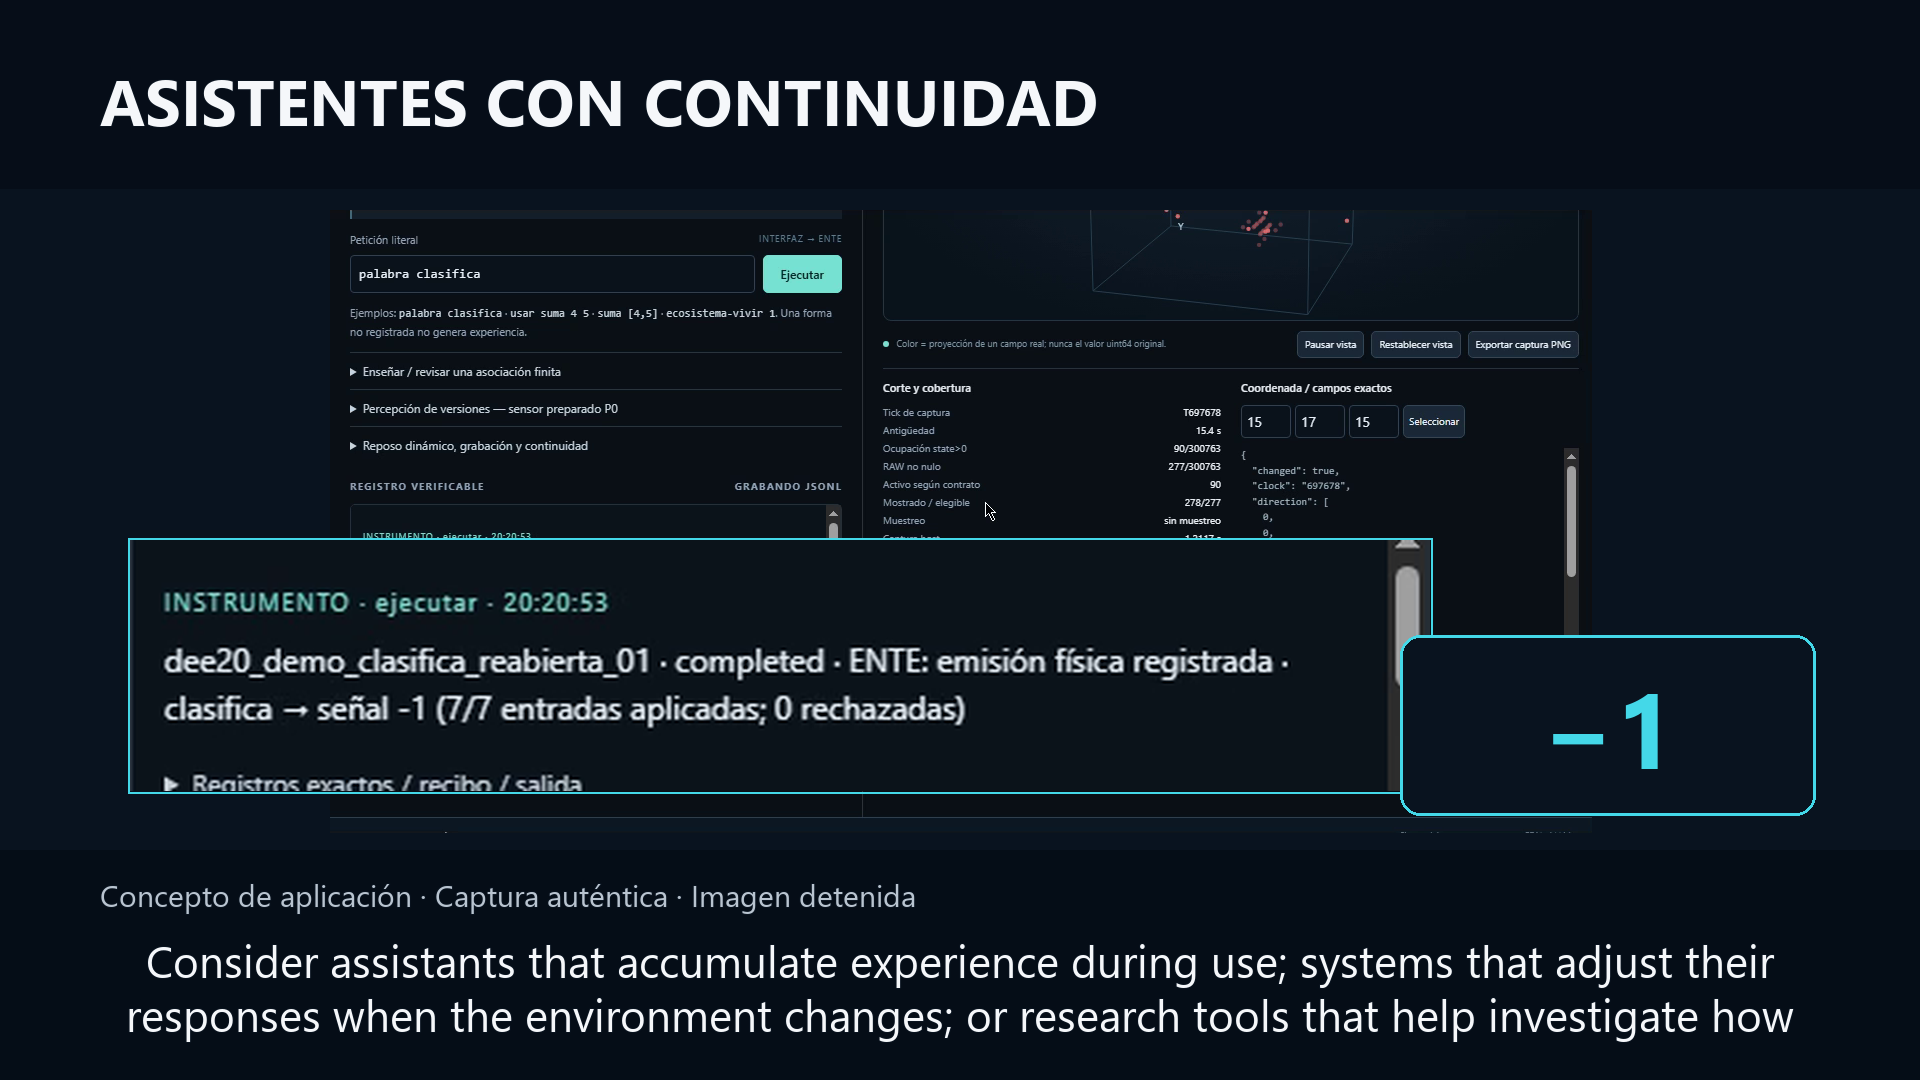 ASISTENTES CON CONTINUIDAD
Petición literal
INTERFAZ → ENTE
palabra clasifica
Ejecutar
Ejemplos: palabra clasifica · usar suma 4 5 · suma [4,5] · ecosistema-vivir 1. Una forma
no registrada no genera experiencia.
▶ Enseñar / revisar una asociación finita
▶ Percepción de versiones — sensor preparado P0
▶ Reposo dinámico, grabación y continuidad
REGISTRO VERIFICABLE
GRABANDO JSONL
INSTRUMENTO · ejecutar · 20:20:53
Y
Color = proyección de un campo real; nunca el valor uint64 original.
Pausar vista
Restablecer vista
Exportar captura PNG
Corte y cobertura
Tick de captura T697678
Antigüedad 15.4 s
Ocupación state>0 90/300763
RAW no nulo 277/300763
Activo según contrato 90
Mostrado / elegible 278/277
Muestreo sin muestreo
Coordenada / campos exactos
15 17 15 Seleccionar
{
"changed": true,
"clock": "697678",
"direction": [
0,
0,
INSTRUMENTO · ejecutar · 20:20:53
dee20_demo_clasifica_reabierta_01 · completed · ENTE: emisión física registrada ·
clasifica → señal -1 (7/7 entradas aplicadas; 0 rechazadas)
▶ Registros exactos / recibo / salida
−1
Concepto de aplicación · Captura auténtica · Imagen detenida
Consider assistants that accumulate experience during use; systems that adjust their
responses when the environment changes; or research tools that help investigate how